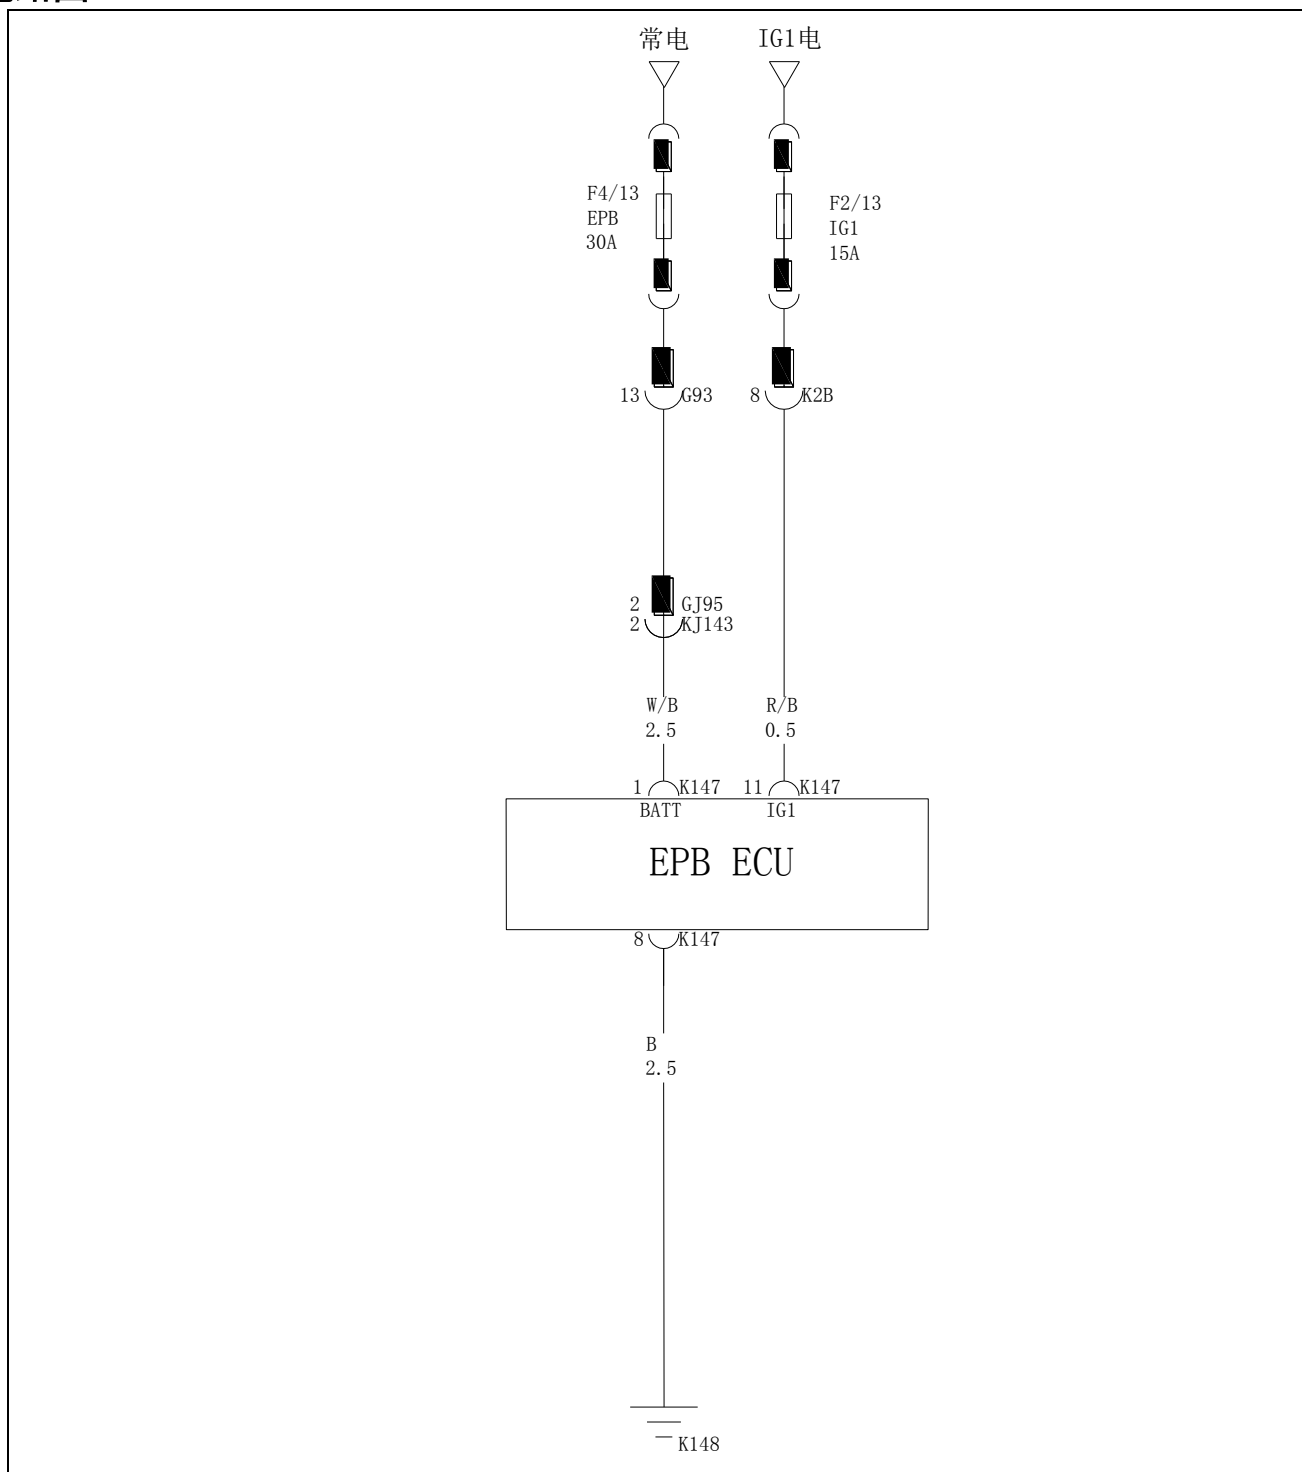 常电
IG1电
F4/13
EPB
30A
F2/13
IG1
15A
13
G93
8
K2B
2
GJ95
2
KJ143
W/B
2.5
R/B
0.5
1
K147
11
K147
BATT
IG1
EPB ECU
8
K147
B
2.5
K148